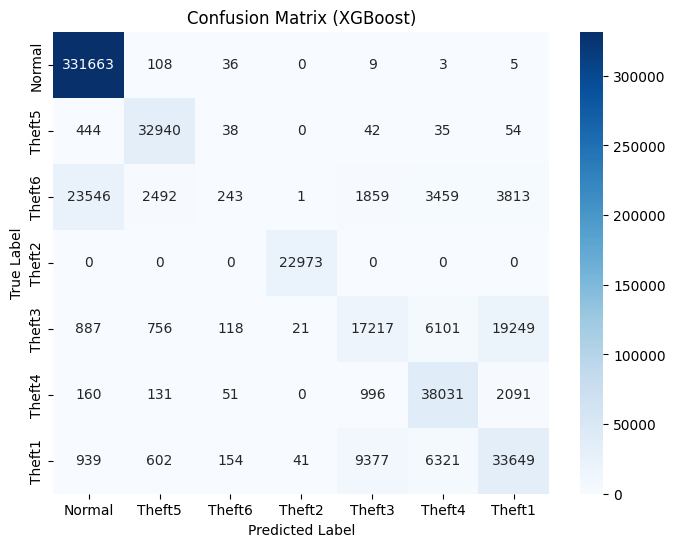 Confusion Matrix (XGBoost)
True Label
Normal 331663 108 36 0 9 3 5
Theft5 444 32940 38 0 42 35 54
Theft6 23546 2492 243 1 1859 3459 3813
Theft2 0 0 0 22973 0 0 0
Theft3 887 756 118 21 17217 6101 19249
Theft4 160 131 51 0 996 38031 2091
Theft1 939 602 154 41 9377 6321 33649
Normal Theft5 Theft6 Theft2 Theft3 Theft4 Theft1
Predicted Label
300000
250000
200000
150000
100000
50000
0